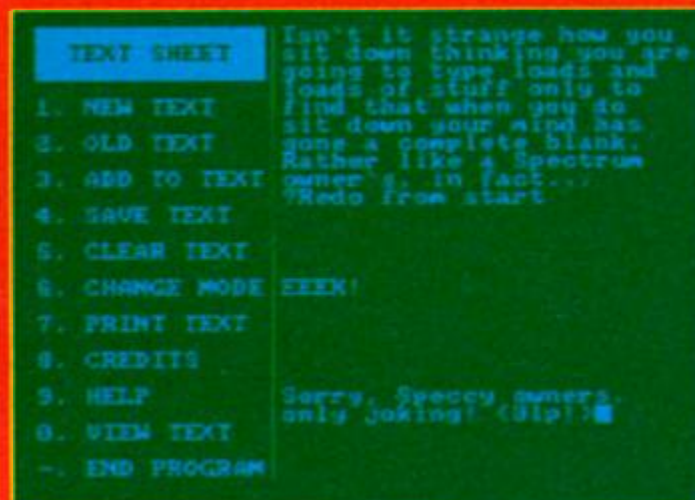 TEXT SHEET
1. NEW TEXT
2. OLD TEXT
3. ADD TO TEXT
4. SAVE TEXT
5. CLEAR TEXT
6. CHANGE MODE
7. PRINT TEXT
8. CREDITS
9. HELP
0. VIEW TEXT
-. END PROGRAM
Isn't it strange how you
sit down thinking you are
going to type loads and
loads of stuff only to
find that when you do
sit down your mind has
gone a complete blank.
Rather like a Spectrum
owner's, in fact...
?Redo from start
EEEK!
Sorry, Speccy owners,
only joking! (Glp!)